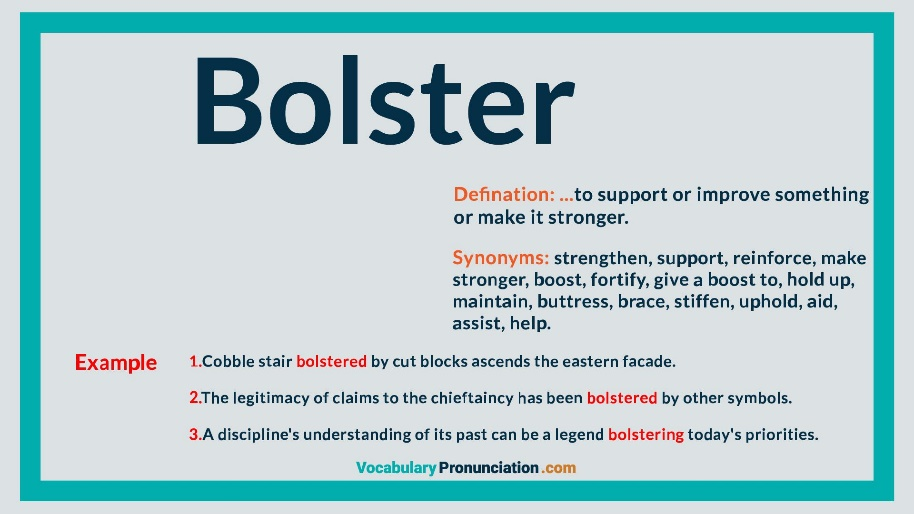 Bolster
Defination: ...to support or improve something
or make it stronger.
Synonyms: strengthen, support, reinforce, make
stronger, boost, fortify, give a boost to, hold up,
maintain, buttress, brace, stiffen, uphold, aid,
assist, help.
Example
1.Cobble stair bolstered by cut blocks ascends the eastern facade.
2.The legitimacy of claims to the chieftaincy has been bolstered by other symbols.
3.A discipline's understanding of its past can be a legend bolstering today's priorities.
VocabularyPronunciation.com